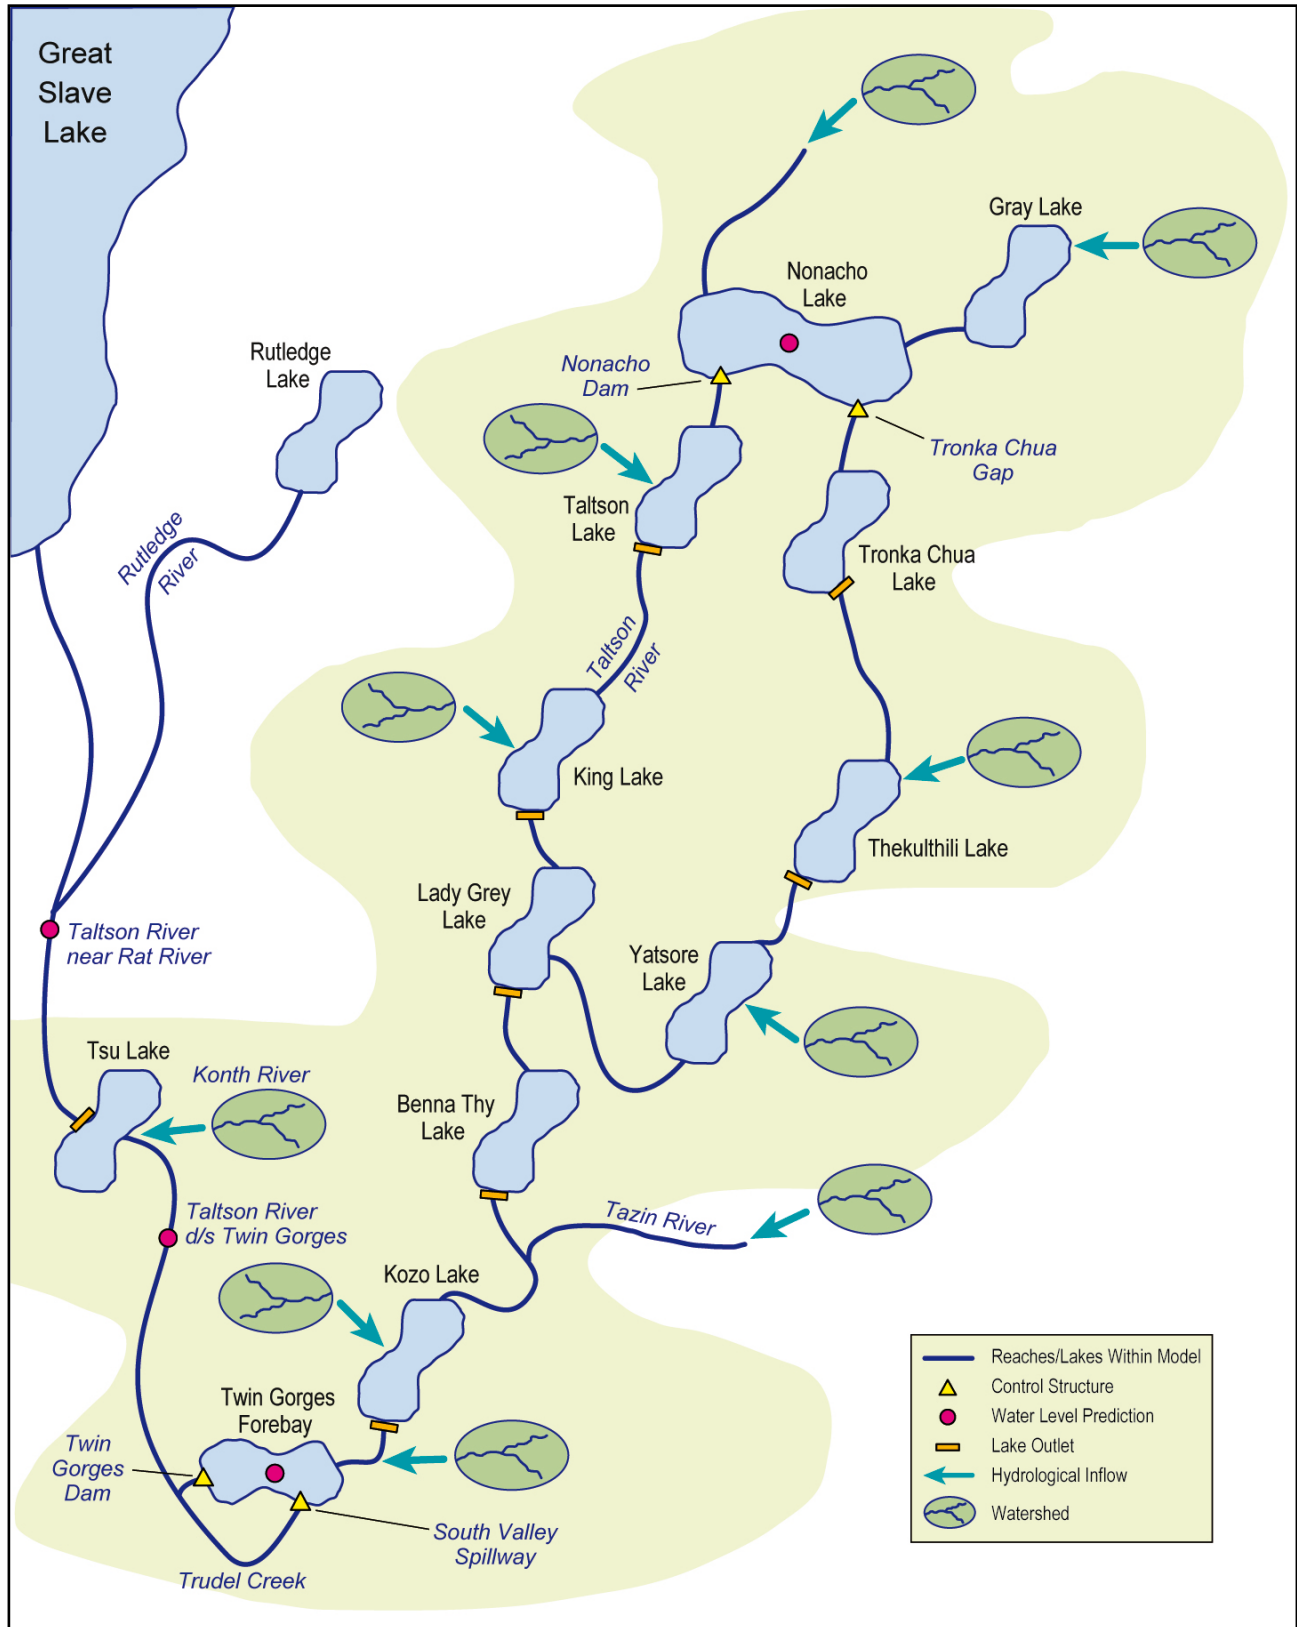 Great
Slave
Lake
Gray Lake
Nonacho
Lake
Rutledge
Lake
Nonacho
Dam
Tronka Chua
Gap
Taltson
Lake
Rutledge
River
Tronka Chua
Lake
Taltson
River
King Lake
Thekulthili Lake
Lady Grey
Lake
Taltson River
near Rat River
Yatsore
Lake
Tsu Lake
Konth River
Benna Thy
Lake
Taltson River
d/s Twin Gorges
Tazin River
Kozo Lake
Twin Gorges
Forebay
Twin
Gorges
Dam
South Valley
Spillway
Trudel Creek
Reaches/Lakes Within Model
Control Structure
Water Level Prediction
Lake Outlet
Hydrological Inflow
Watershed